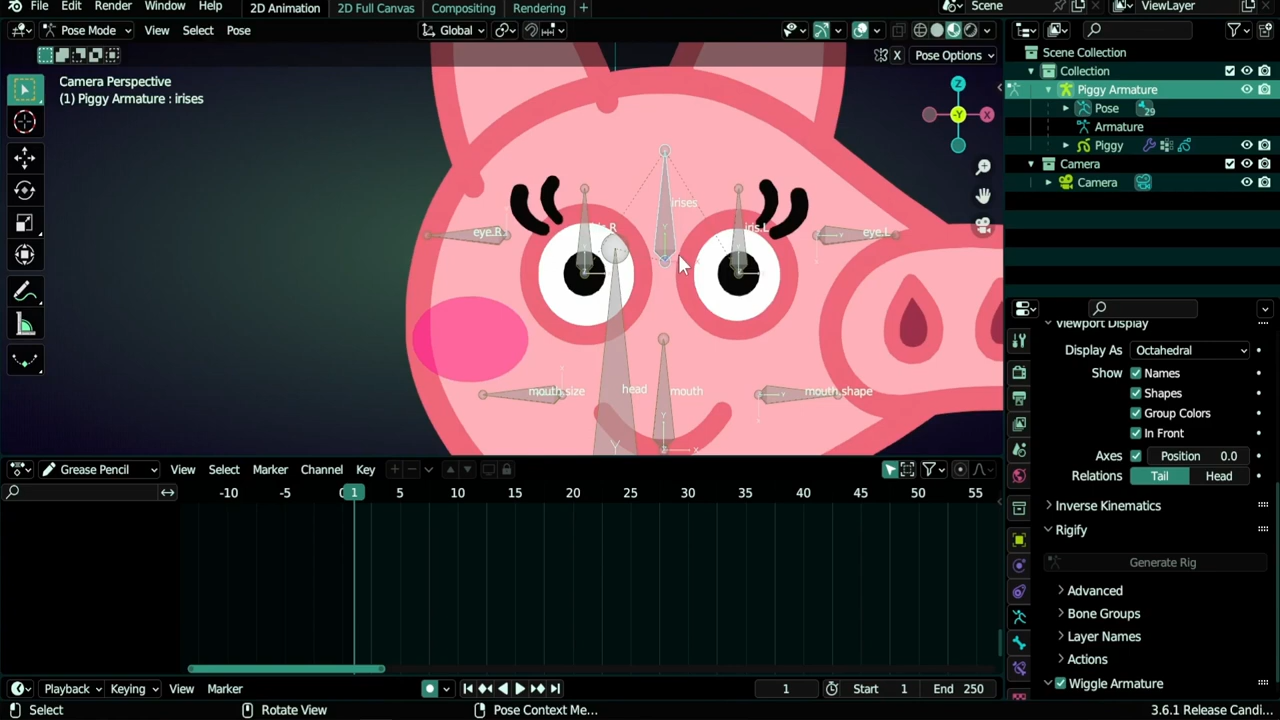 File Edit Render Window Help 2D Animation 2D Full Canvas Compositing Rendering + Scene ViewLayer
Pose Mode View Select Pose Global
X Pose Options
Camera Perspective
(1) Piggy Armature : irises
Z
X
-Y
irises
eye.R
iris.L
eye.L
mouth.size head mouth mouth.shape
Y Y X
Scene Collection
Collection
Piggy Armature
Pose 29
Armature
Piggy
Camera
Camera
Viewport Display
Display As Octahedral
Show Names
Shapes
Group Colors
In Front
Axes Position 0.0
Relations Tail Head
Inverse Kinematics
Rigify
Generate Rig
Advanced
Bone Groups
Layer Names
Actions
Wiggle Armature
Grease Pencil View Select Marker Channel Key
-10 -5 1 5 10 15 20 25 30 35 40 45 50 55
Playback Keying View Marker 1 Start 1 End 250
Select Rotate View Pose Context Me... 3.6.1 Release Candi...